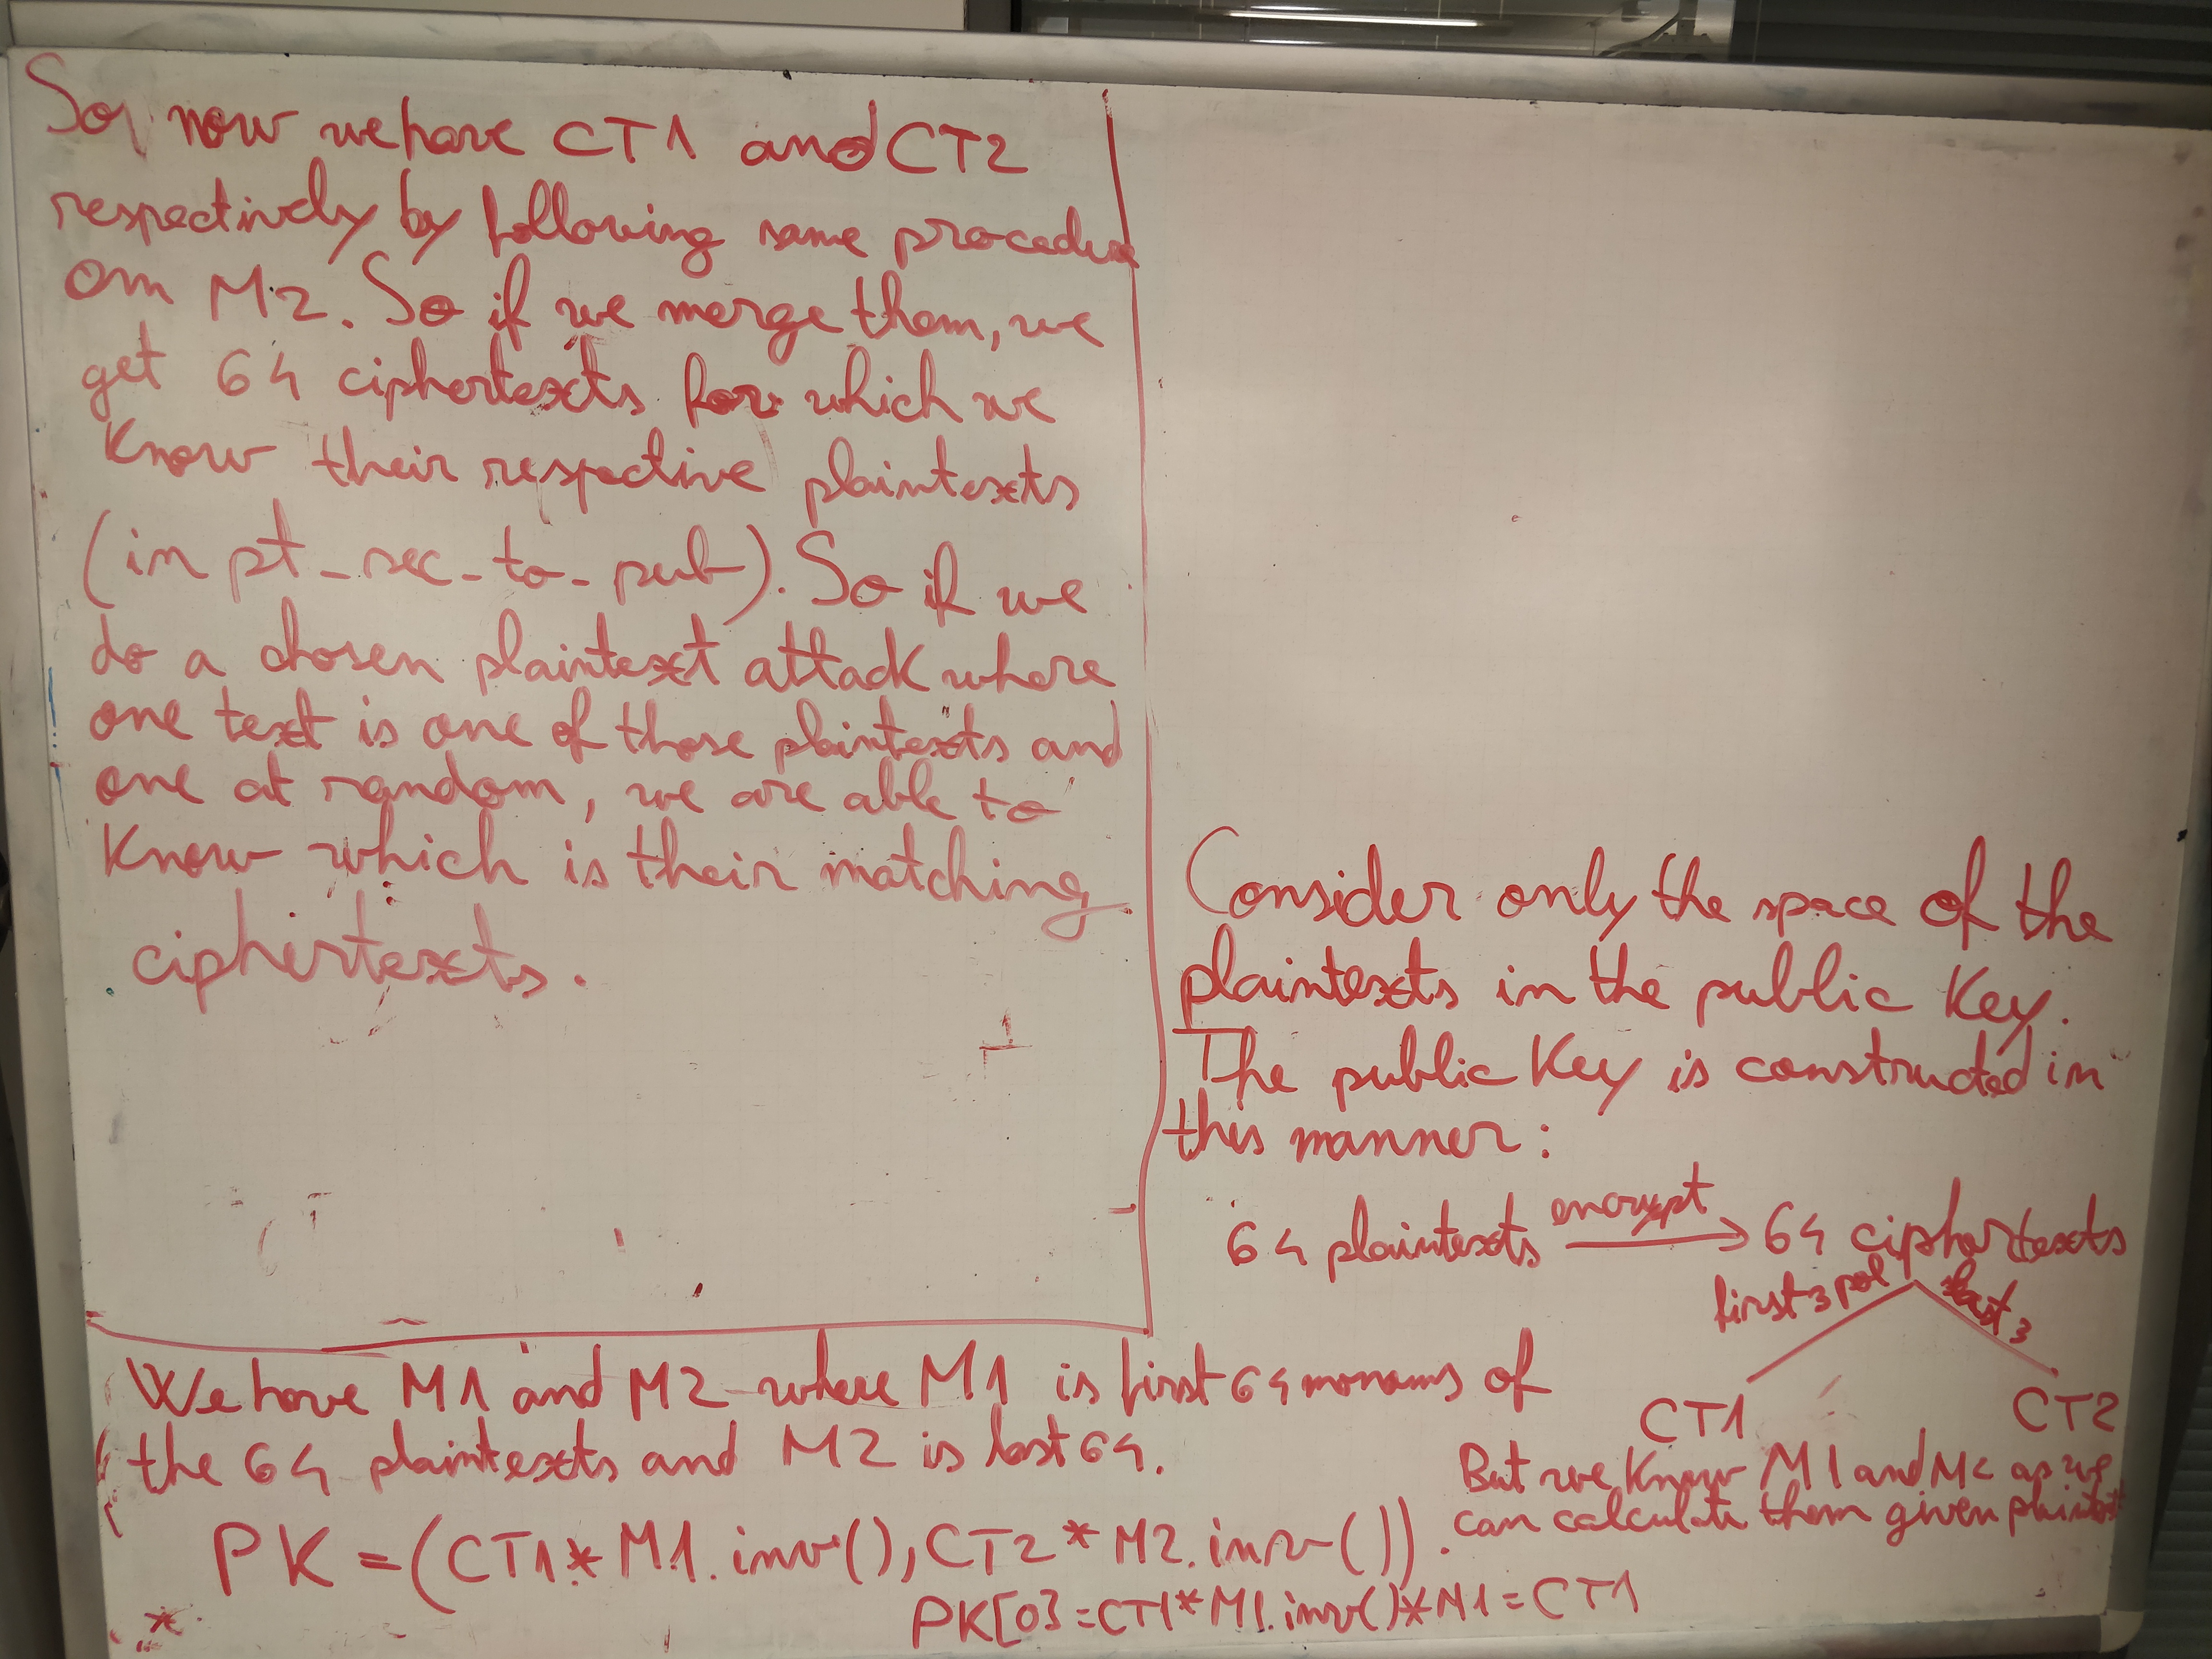 Consider only the space of the
plaintexts in the public Key.
The public Key is constructed in
this manner:
64 plaintexts encrypt 64 ciphertexts
first 3 pol last 3
CT1 CT2
But we know M1 and M2 as we
can calculate them given plaintext
We have M1 and M2 where M1 is first 64 monoms of
the 64 plaintexts and M2 is last 64.
PK = (CT1 * M1.inv(), CT2 * M2.inv()).
PK[0] = CT1 * M1.inv() * M1 = CT1
So, now we have CT1 and CT2
respectively by following same procedure
on M2. So if we merge them, we
get 64 ciphertexts for which we
Know their respective plaintexts
(in pt_sec_to_pub). So if we
do a chosen plaintext attack where
one text is one of those plaintexts and
one at random, we are able to
Know which is their matching
ciphertexts.